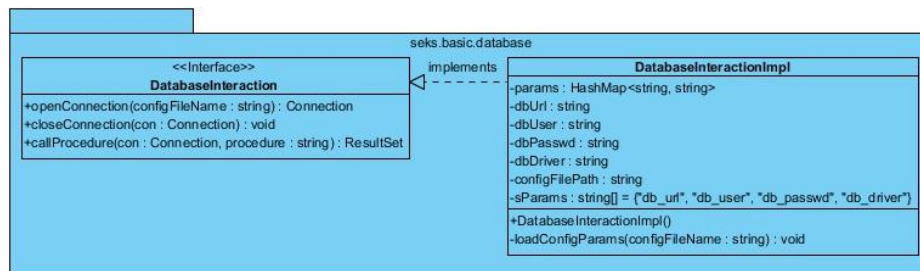 seks.basic.database
<<Interface>>
DatabaseInteraction
+openConnection(configFileName : string) : Connection
+closeConnection(con : Connection) : void
+callProcedure(con : Connection, procedure : string) : ResultSet
implements
DatabaseInteractionImpl
-params : HashMap<string, string>
-dbUrl : string
-dbUser : string
-dbPasswd : string
-dbDriver : string
-configFilePath : string
-sParams : string[] = {"db_url", "db_user", "db_passwd", "db_driver"}
+DatabaseInteractionImpl()
-loadConfigParams(configFileName : string) : void